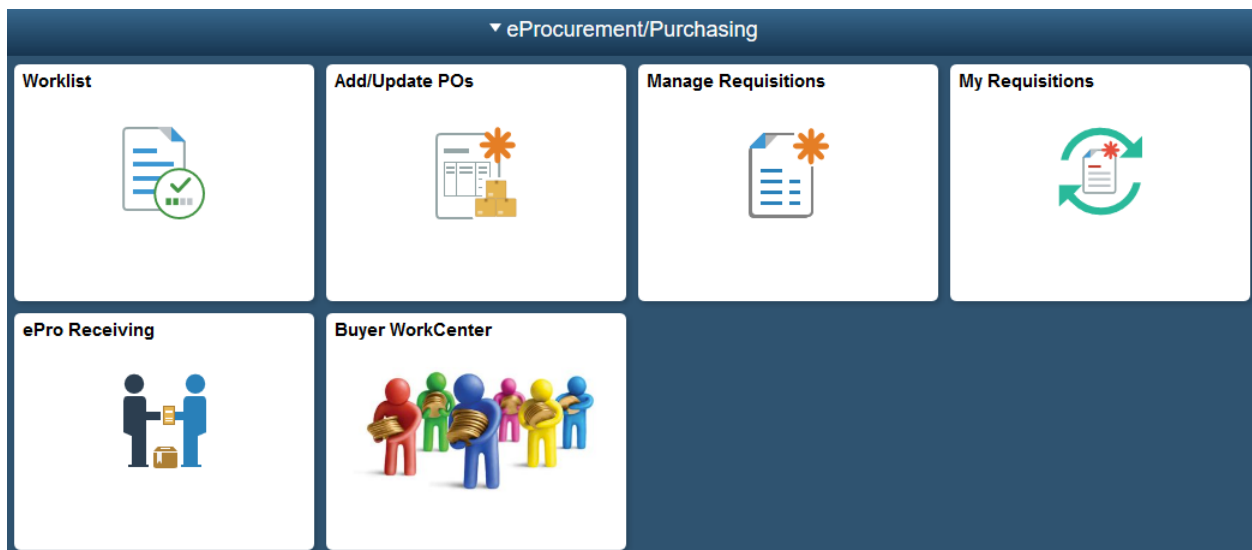 eProcurement/Purchasing
Worklist
Add/Update POs
Manage Requisitions
My Requisitions
ePro Receiving
Buyer WorkCenter